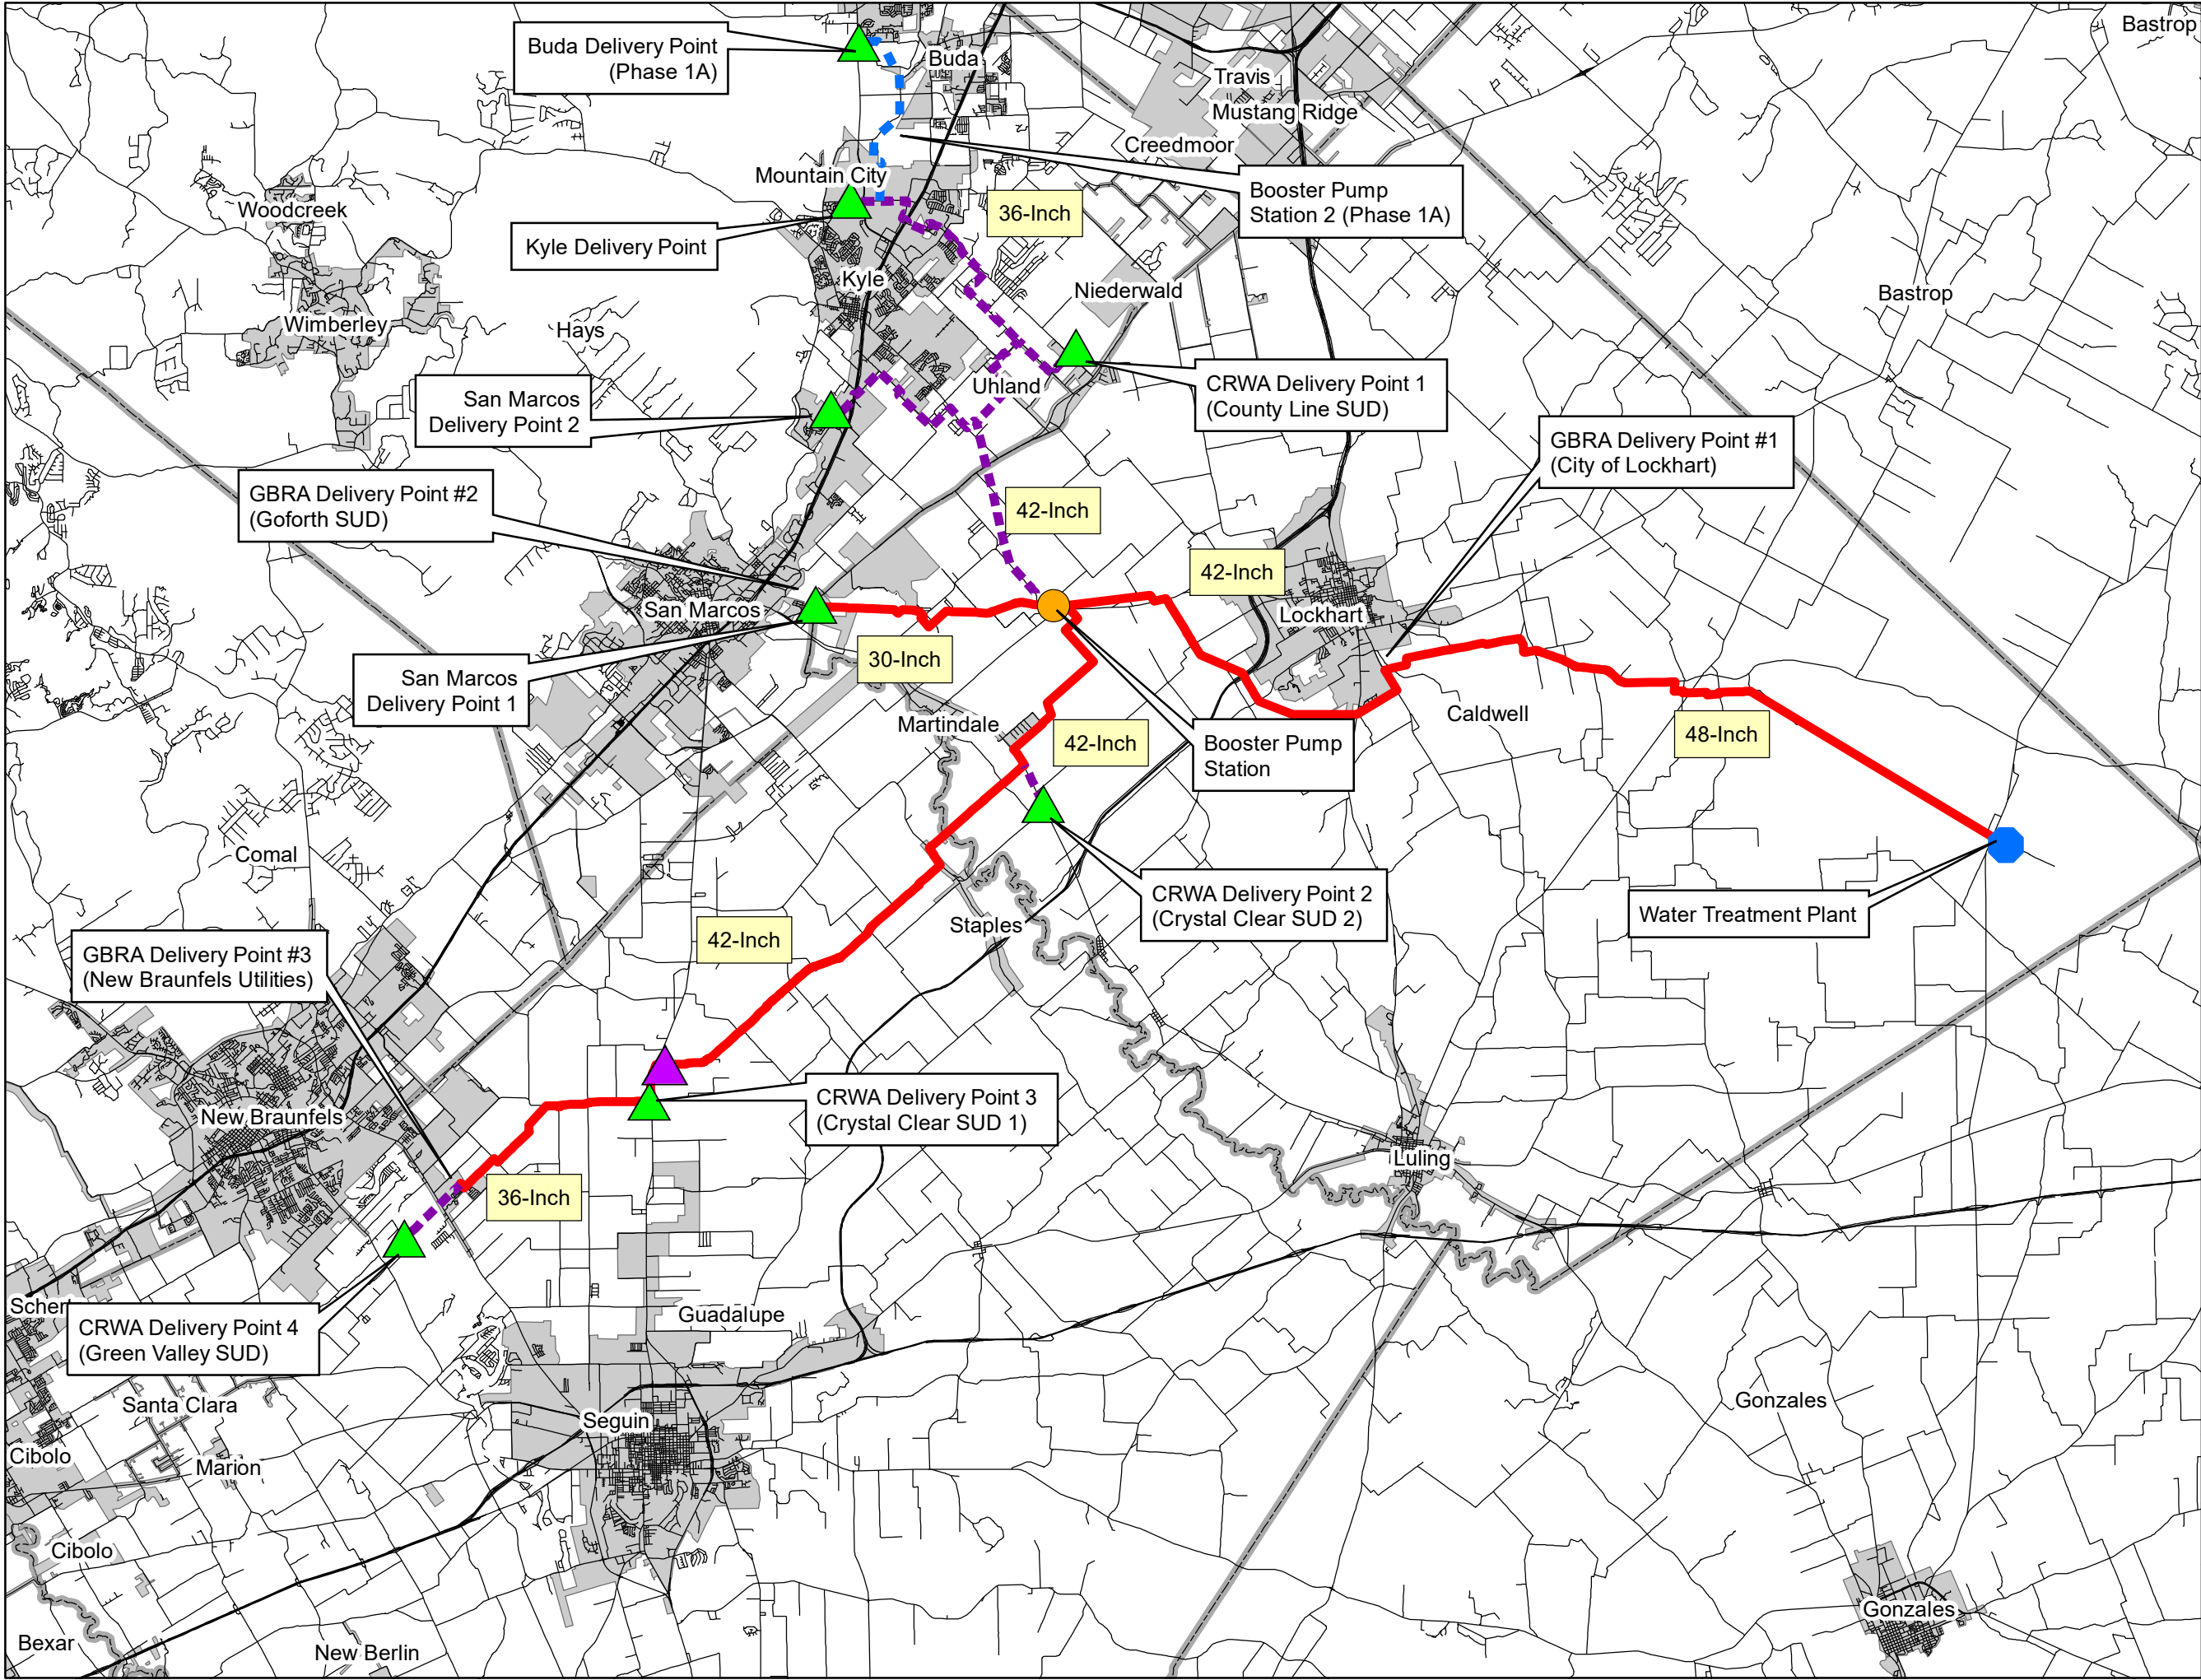 Bastrop
Buda Delivery Point
(Phase 1A)
Buda
Travis
Mustang Ridge
Creedmoor
Mountain City
Booster Pump
Station 2 (Phase 1A)
Woodcreek
36-Inch
Kyle Delivery Point
Kyle
Niederwald
Bastrop
Wimberley
Hays
Uhland
CRWA Delivery Point 1
(County Line SUD)
San Marcos
Delivery Point 2
GBRA Delivery Point #1
(City of Lockhart)
GBRA Delivery Point #2
(Goforth SUD)
42-Inch
42-Inch
San Marcos
Lockhart
30-Inch
San Marcos
Delivery Point 1
Martindale
Caldwell
42-Inch
48-Inch
Booster Pump
Station
Comal
CRWA Delivery Point 2
(Crystal Clear SUD 2)
Water Treatment Plant
Staples
42-Inch
GBRA Delivery Point #3
(New Braunfels Utilities)
CRWA Delivery Point 3
(Crystal Clear SUD 1)
New Braunfels
Luling
36-Inch
Scher
Guadalupe
CRWA Delivery Point 4
(Green Valley SUD)
Santa Clara
Gonzales
Seguin
Cibolo
Marion
Cibolo
Gonzales
Bexar
New Berlin